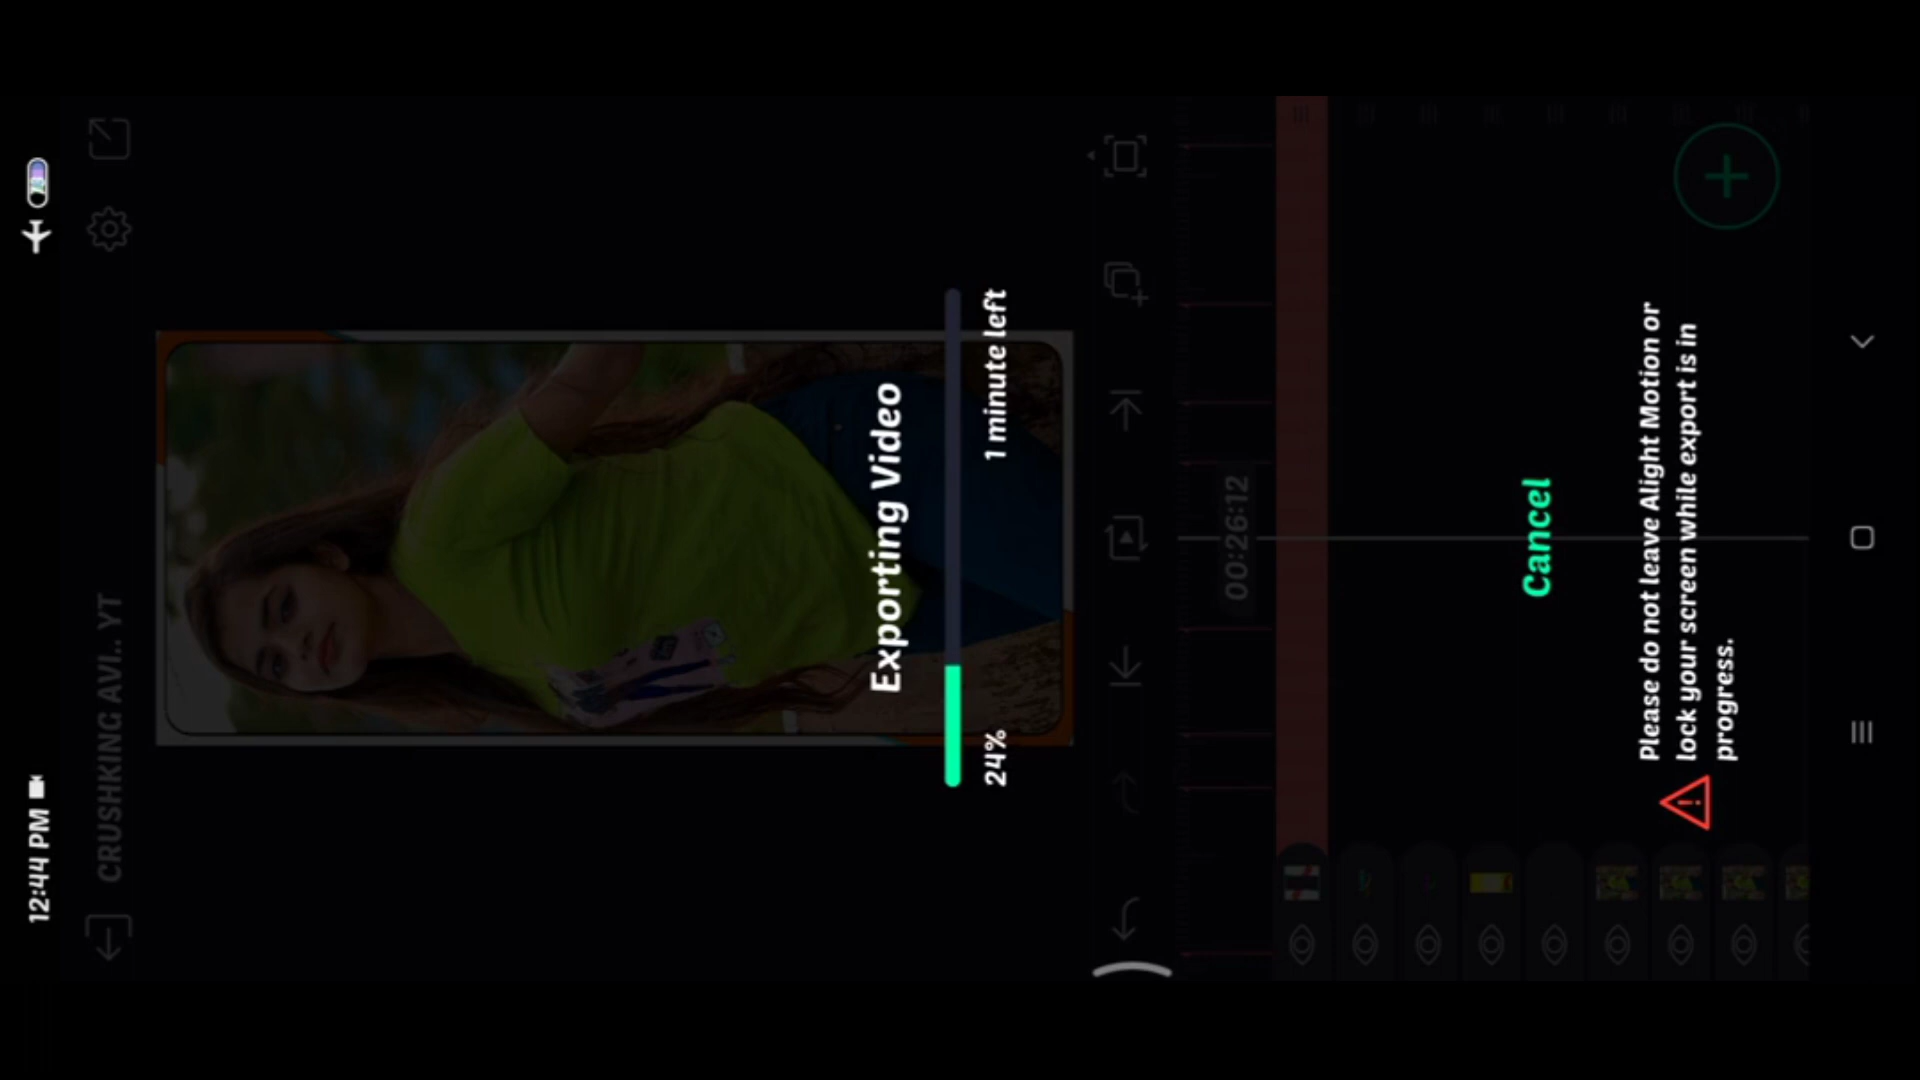 12:44 PM
CRUSHKING AVI.. YT
Exporting Video
24%
1 minute left
00:26:12
Cancel
Please do not leave Alight Motion or
lock your screen while export is in
progress.